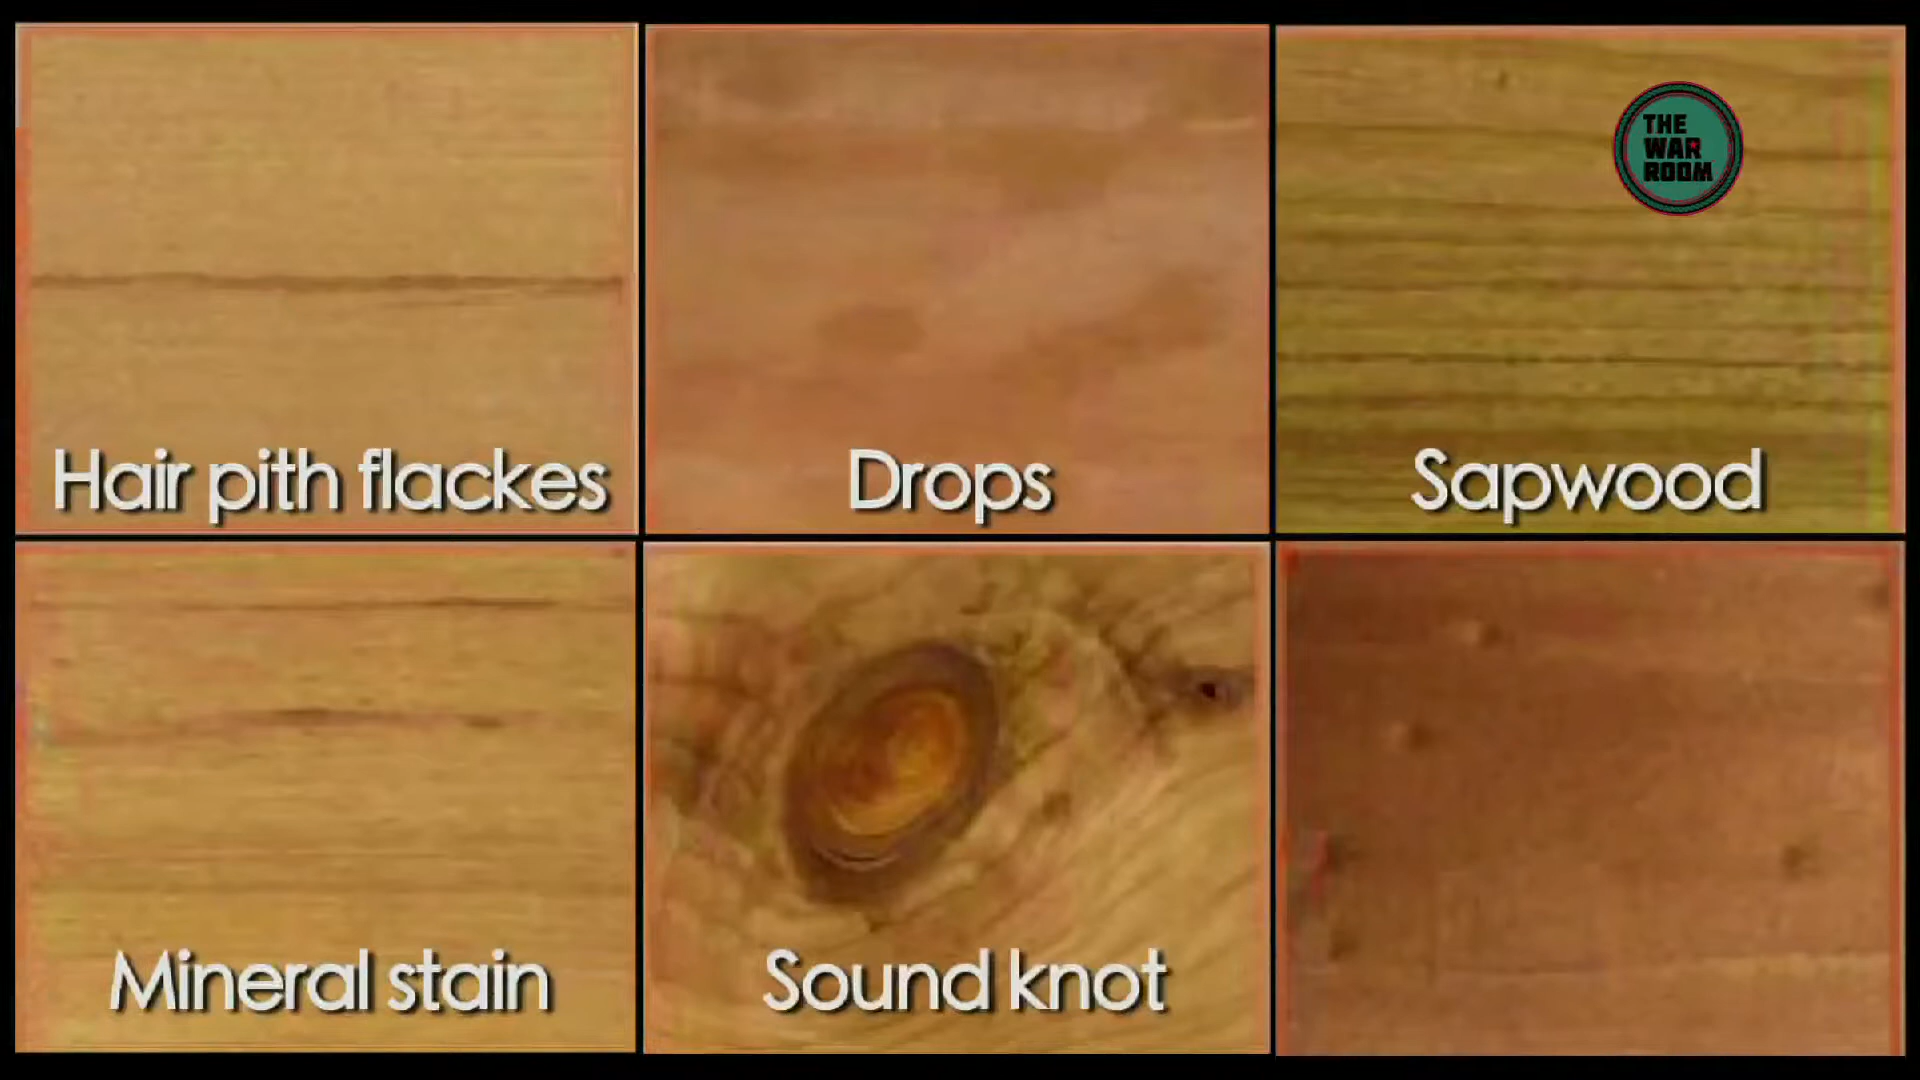 THE
WAR
ROOM
Hair pith flackes
Drops
Sapwood
Mineral stain
Sound knot